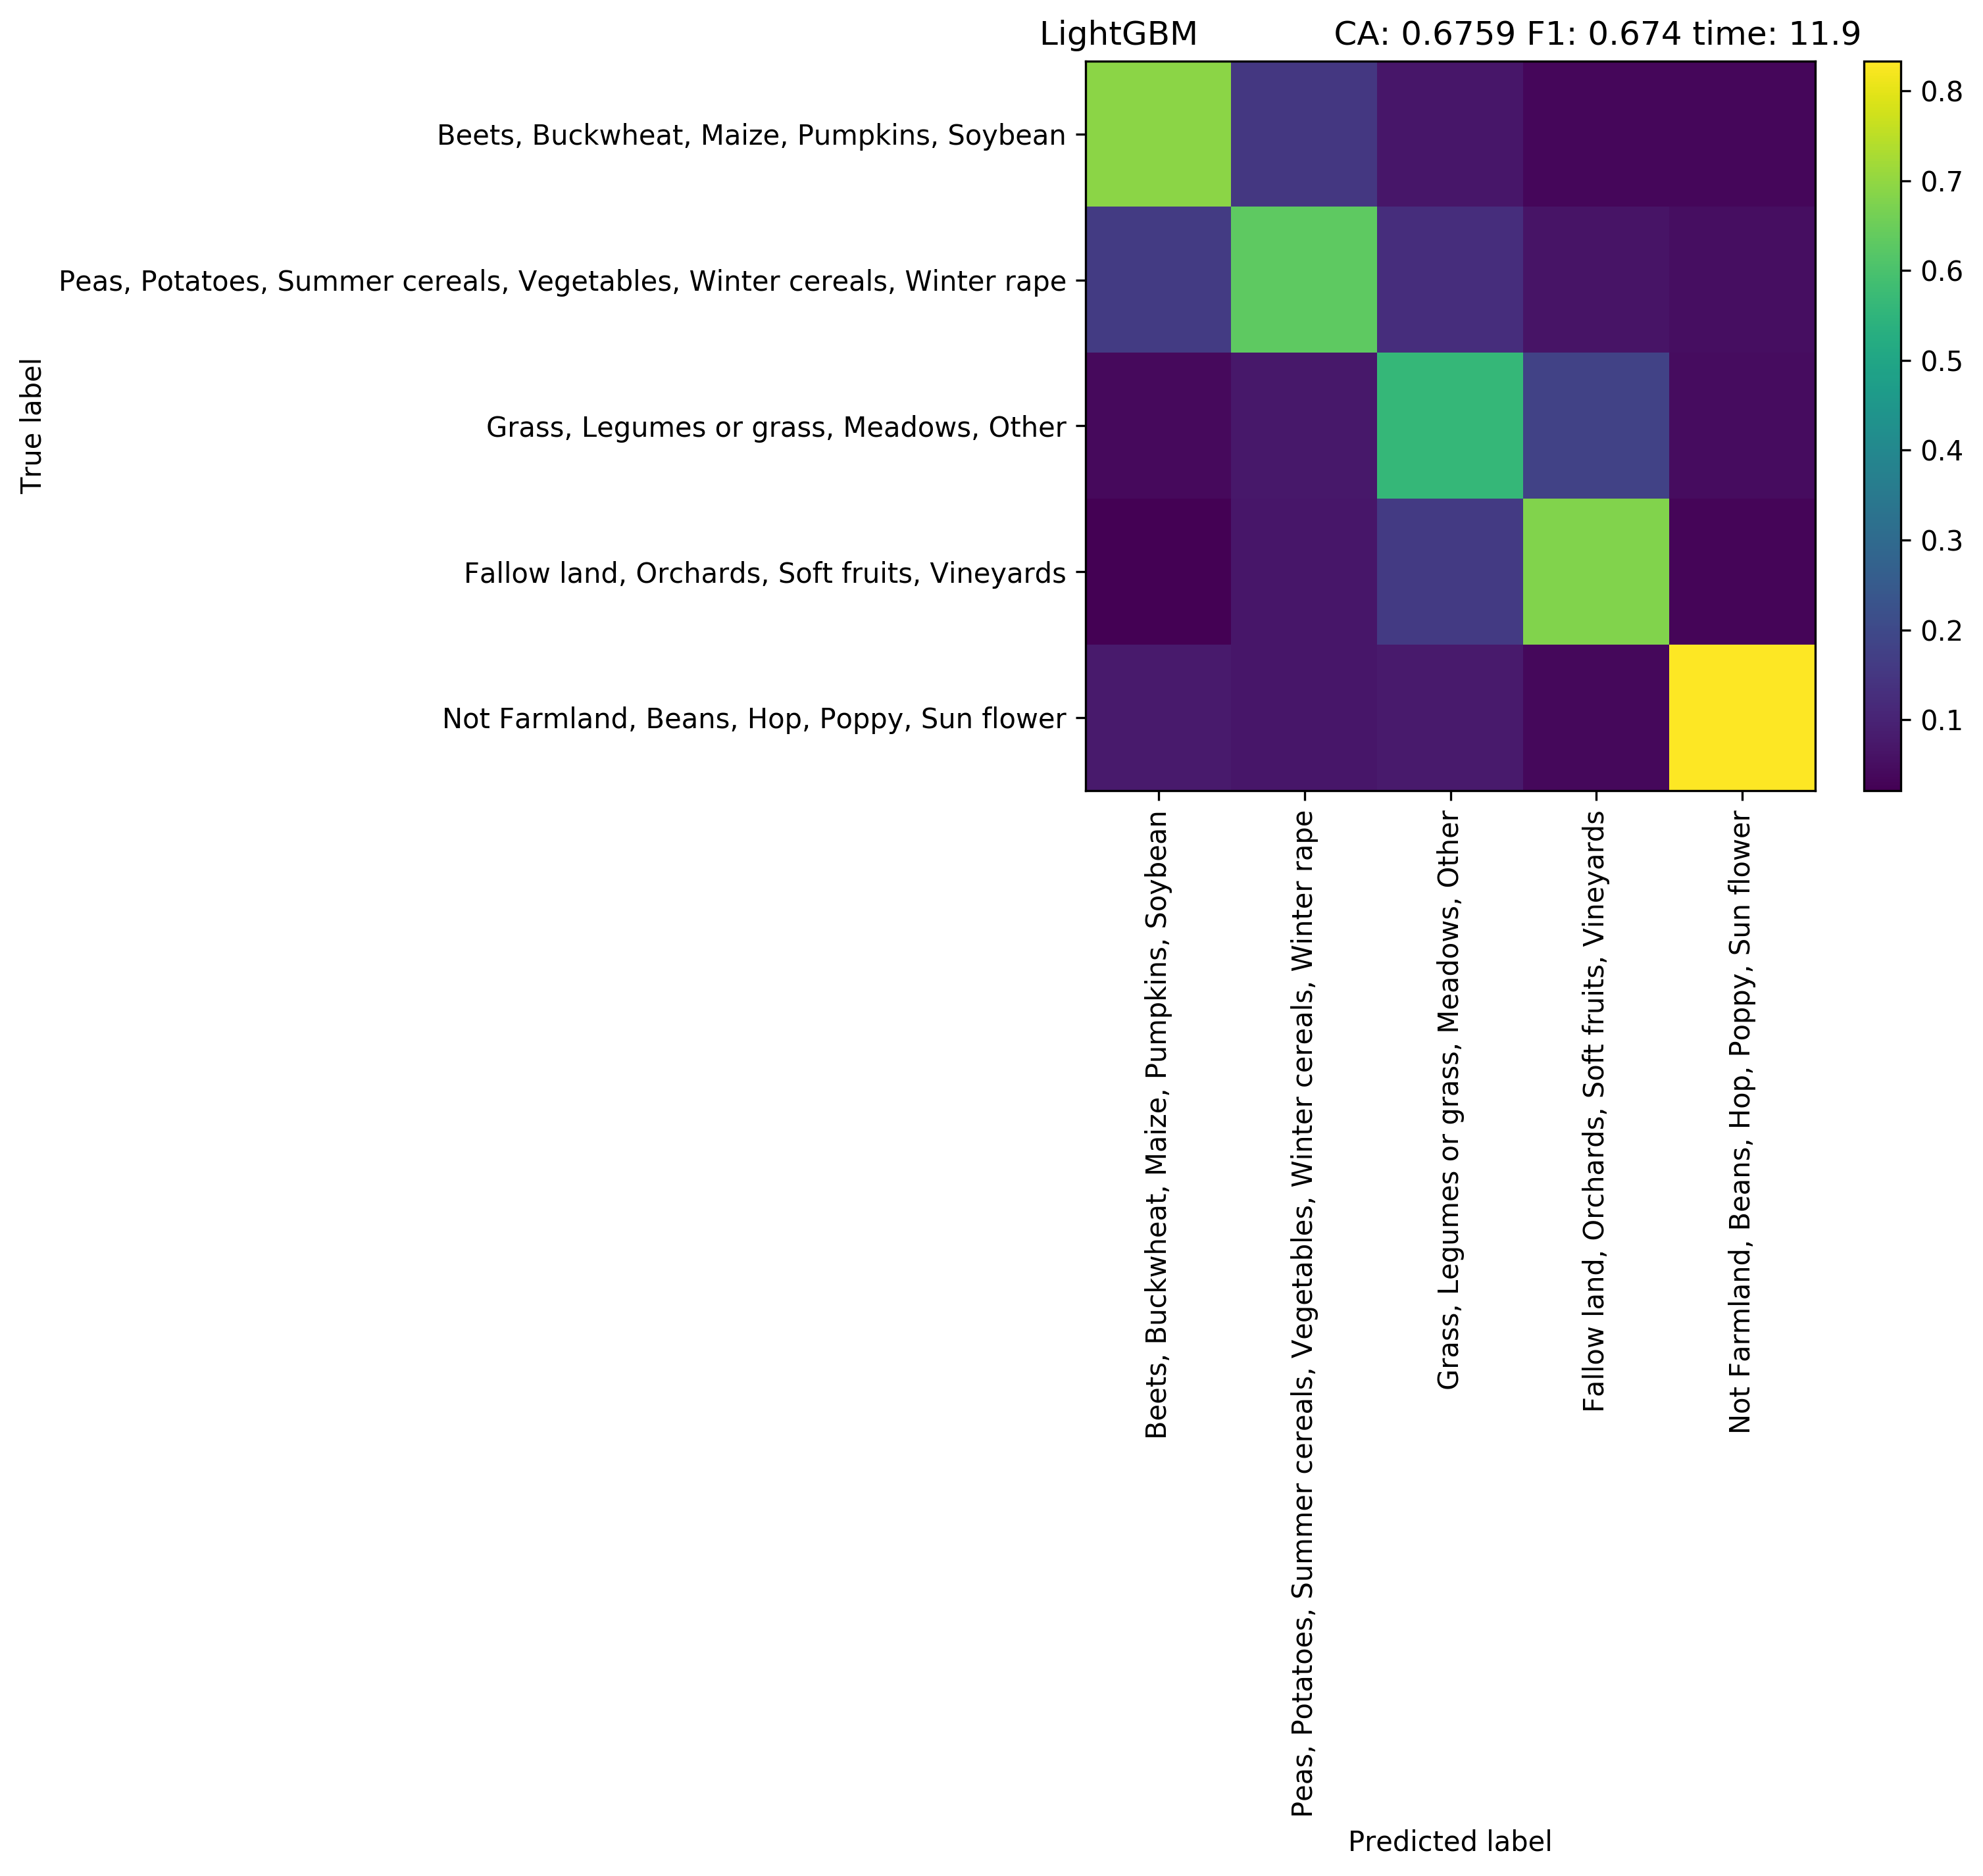 LightGBM CA: 0.6759 F1: 0.674 time: 11.9
True label
Beets, Buckwheat, Maize, Pumpkins, Soybean
Peas, Potatoes, Summer cereals, Vegetables, Winter cereals, Winter rape
Grass, Legumes or grass, Meadows, Other
Fallow land, Orchards, Soft fruits, Vineyards
Not Farmland, Beans, Hop, Poppy, Sun flower
0.8
0.7
0.6
0.5
0.4
0.3
0.2
0.1
Beets, Buckwheat, Maize, Pumpkins, Soybean
Peas, Potatoes, Summer cereals, Vegetables, Winter cereals, Winter rape
Grass, Legumes or grass, Meadows, Other
Fallow land, Orchards, Soft fruits, Vineyards
Not Farmland, Beans, Hop, Poppy, Sun flower
Predicted label